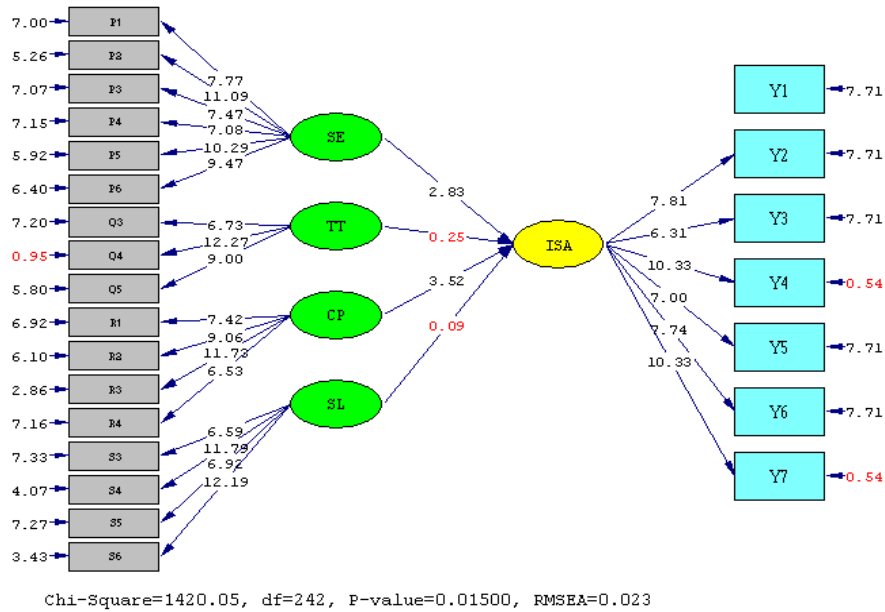 7.00 P1
5.26 P2
7.07 P3
7.15 P4
5.92 P5
6.40 P6
7.20 Q3
0.95 Q4
5.80 Q5
6.92 R1
6.10 R2
2.86 R3
7.16 R4
7.33 S3
4.07 S4
7.27 S5
3.43 S6
7.77
11.09
7.47
7.08
10.29
9.47
6.73
12.27
9.00
7.42
9.06
11.73
6.53
6.59
11.79
6.92
12.19
SE
TT
CP
SL
2.83
0.25
3.52
0.09
ISA
7.81
6.31
10.33
7.00
7.74
10.33
Y1 7.71
Y2 7.71
Y3 7.71
Y4 0.54
Y5 7.71
Y6 7.71
Y7 0.54
Chi-Square=1420.05, df=242, P-value=0.01500, RMSEA=0.023